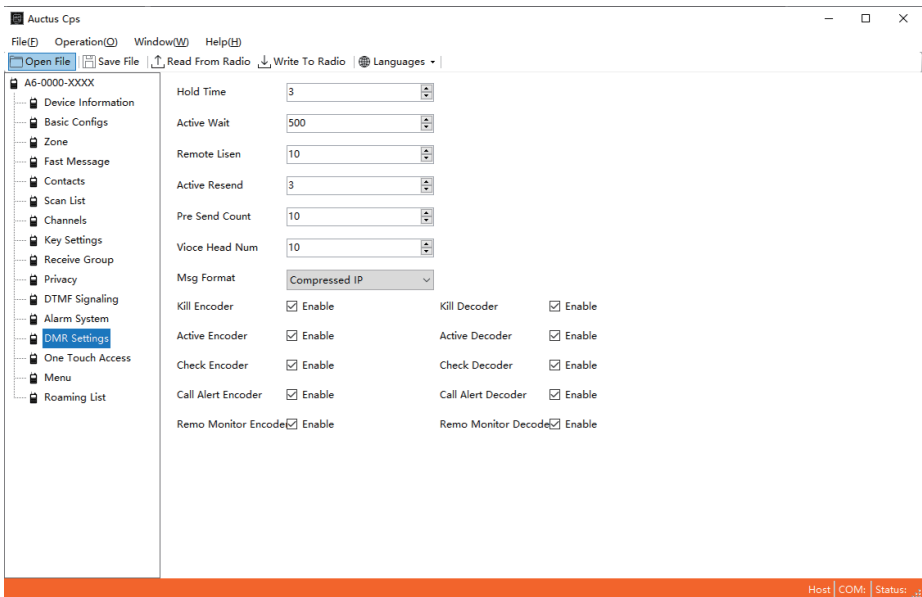 Auctus Cps
File(F) Operation(O) Window(W) Help(H)
Open File Save File Read From Radio Write To Radio Languages
A6-0000-XXXX
Device Information
Basic Configs
Zone
Fast Message
Contacts
Scan List
Channels
Key Settings
Receive Group
Privacy
DTMF Signaling
Alarm System
DMR Settings
One Touch Access
Menu
Roaming List
Hold Time 3
Active Wait 500
Remote Lisen 10
Active Resend 3
Pre Send Count 10
Vioce Head Num 10
Msg Format Compressed IP
Kill Encoder Enable Kill Decoder Enable
Active Encoder Enable Active Decoder Enable
Check Encoder Enable Check Decoder Enable
Call Alert Encoder Enable Call Alert Decoder Enable
Remo Monitor Encode Enable Remo Monitor Decode Enable
Host COM: Status: